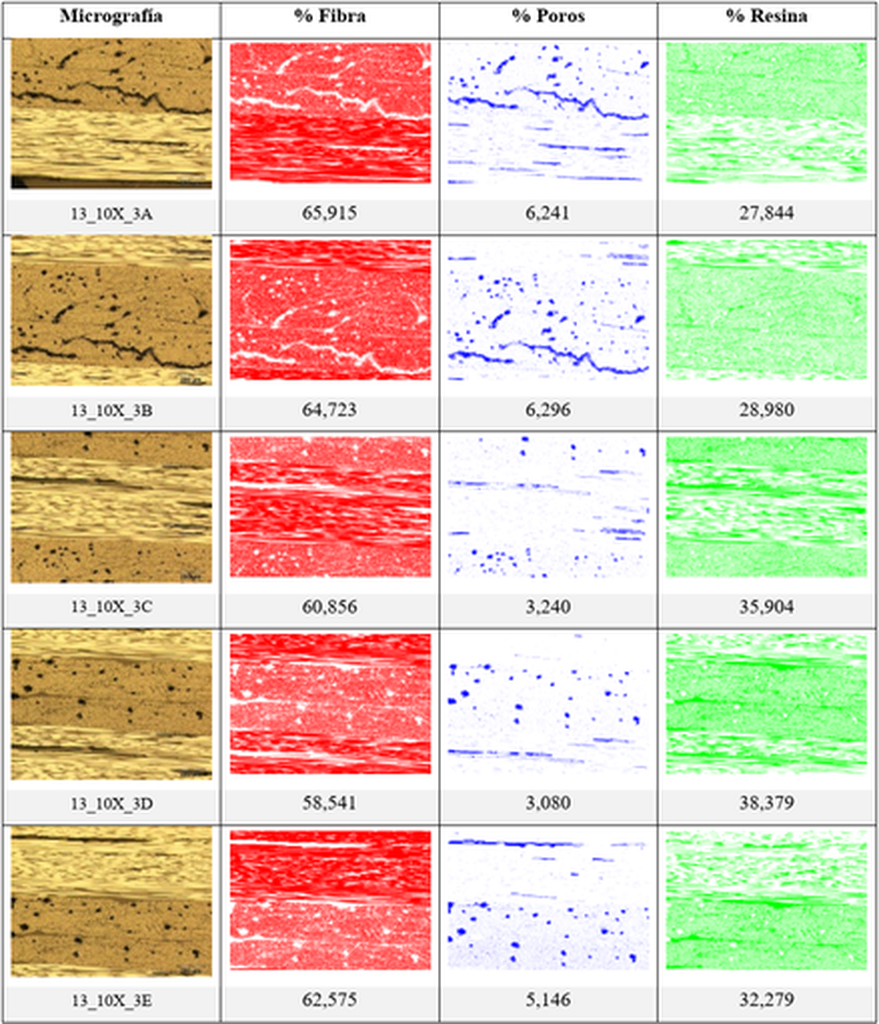 Micrografía % Fibra % Poros % Resina
13_10X_3A 65,915 6,241 27,844
13_10X_3B 64,723 6,296 28,980
13_10X_3C 60,856 3,240 35,904
13_10X_3D 58,541 3,080 38,379
13_10X_3E 62,575 5,146 32,279